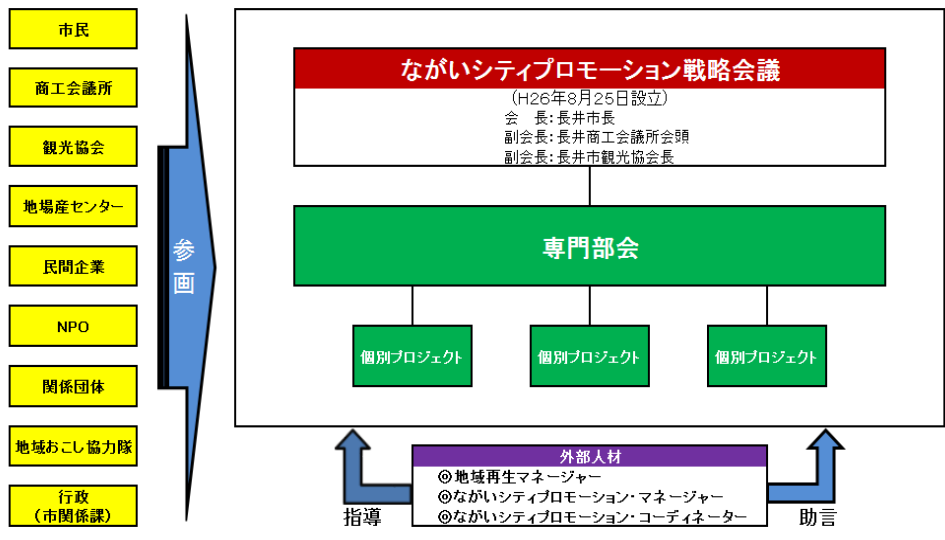 市民
商工会議所
観光協会
地場産センター
民間企業
NPO
関係団体
地域おこし協力隊
行政
（市関係課）
参画
ながいシティプロモーション戦略会議
（H26年8月25日設立）
会　長：長井市長
副会長：長井商工会議所会頭
副会長：長井市観光協会長
専門部会
個別プロジェクト
個別プロジェクト
個別プロジェクト
外部人材
◎地域再生マネージャー
◎ながいシティプロモーション・マネージャー
◎ながいシティプロモーション・コーディネーター
指導
助言